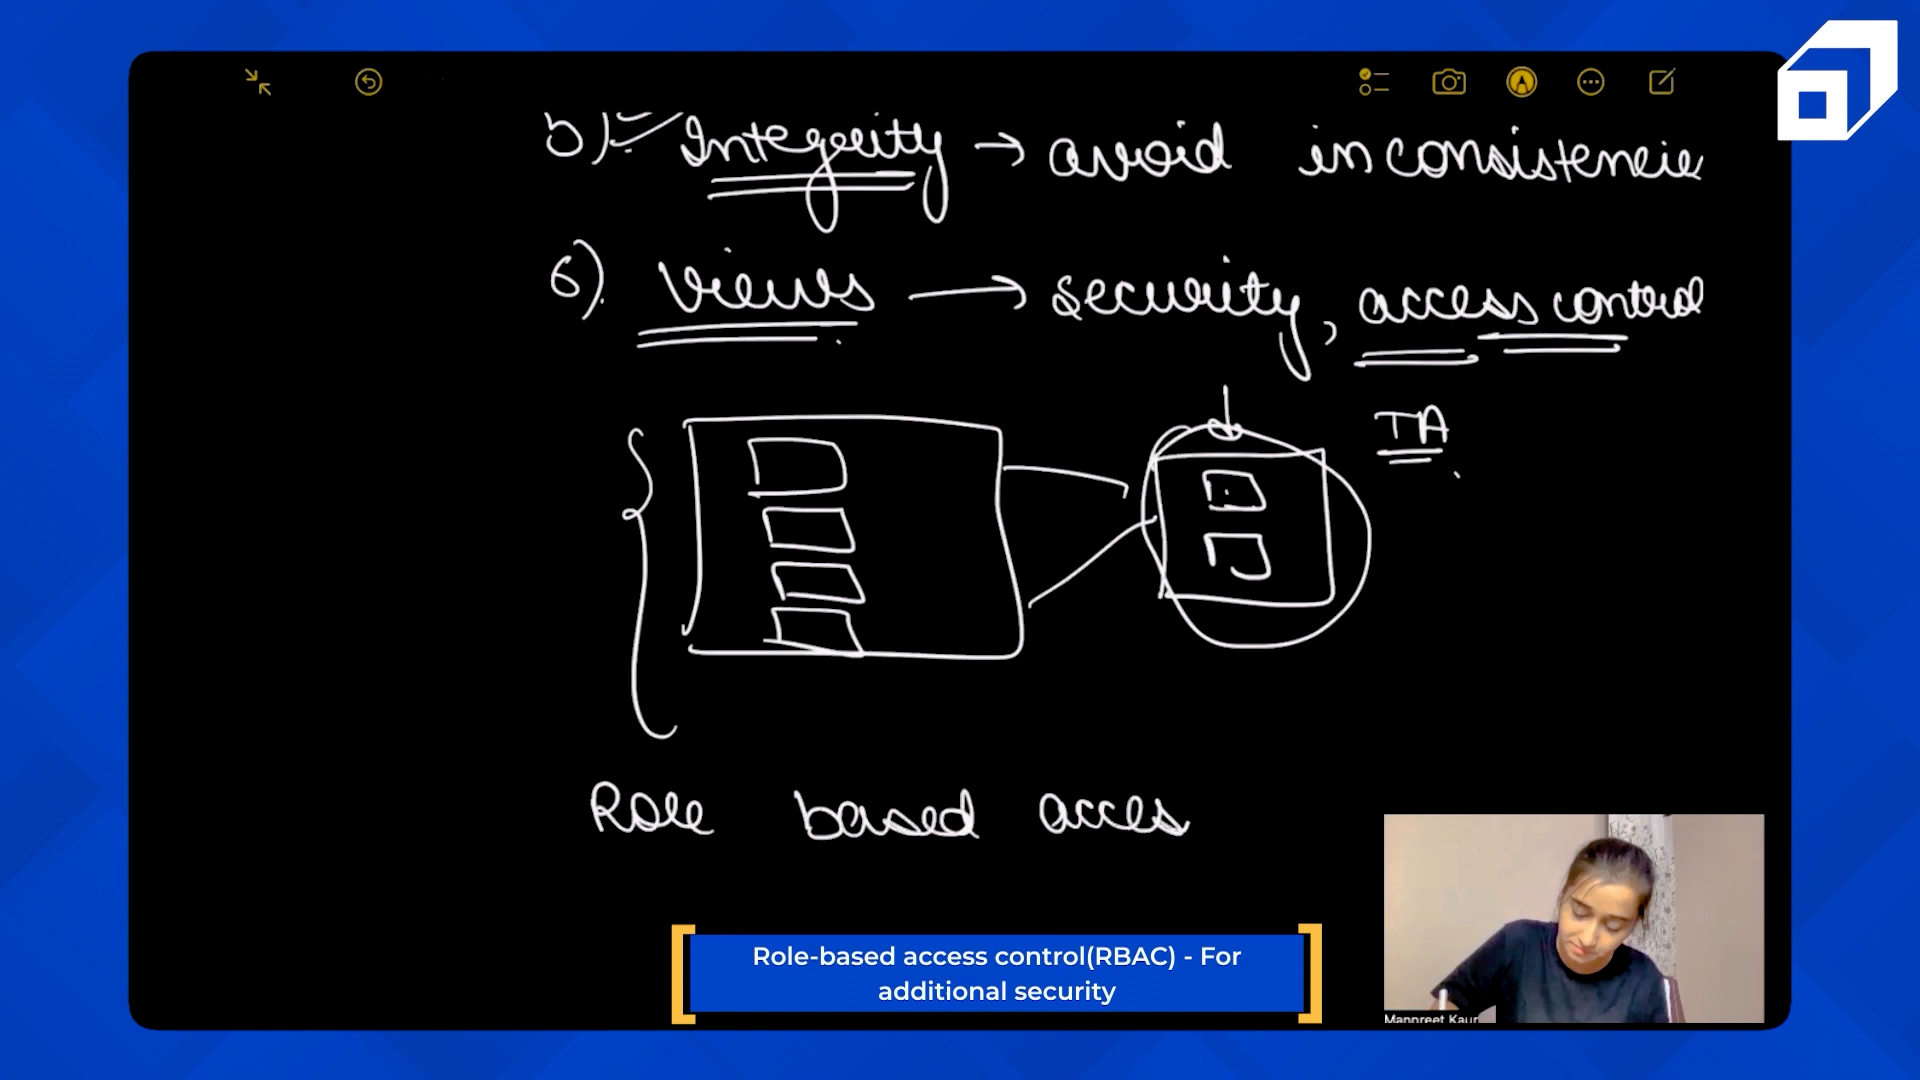 5) Integrity → avoid inconsistencie
6). Views → security, access control
TA
Role based acces
Role-based access control(RBAC) - For
additional security
Manpreet Kaur